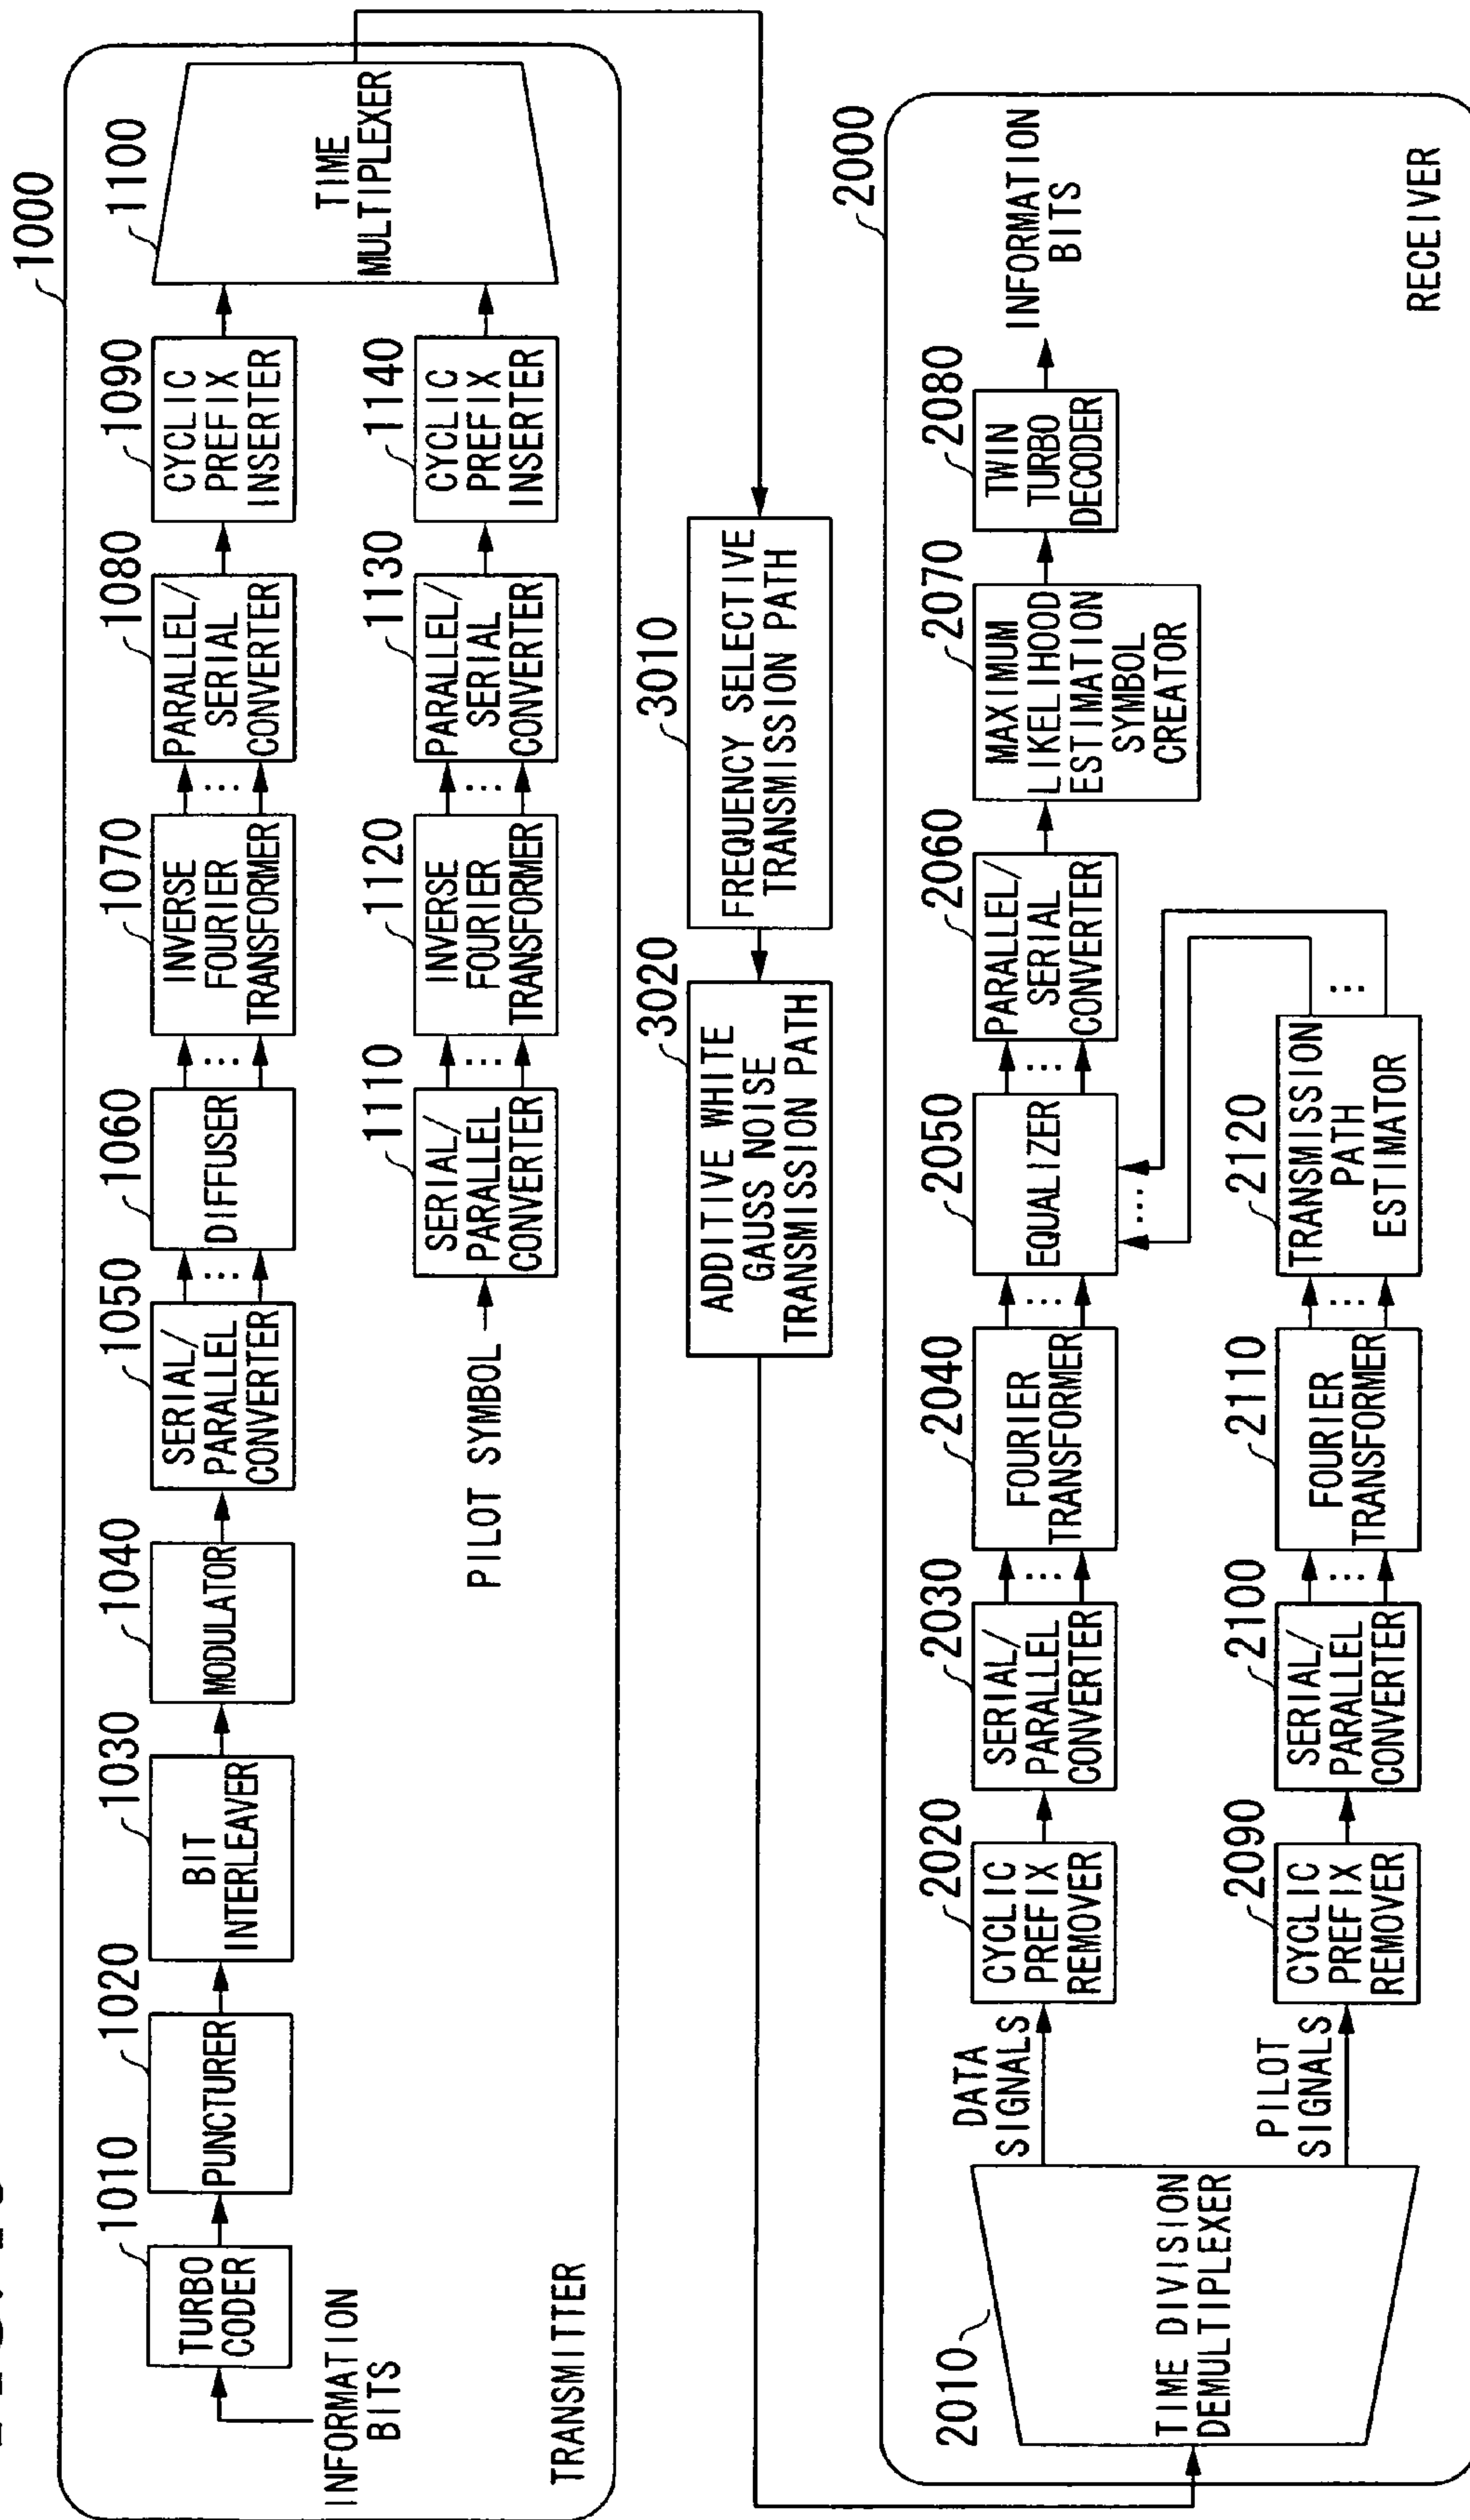 1000
1010
TURBO
CODER
1020
PUNCTURER
1030
BIT
INTERLEAVER
1040
MODULATOR
1050
SERIAL/
PARALLEL
CONVERTER
1060
DIFFUSER
1070
INVERSE
FOURIER
TRANSFORMER
1080
PARALLEL/
SERIAL
CONVERTER
1090
CYCLIC
PREFIX
INSERTER
1100
TIME
MULTIPLEXER
INFORMATION
BITS
PILOT SYMBOL
1110
SERIAL/
PARALLEL
CONVERTER
1120
INVERSE
FOURIER
TRANSFORMER
1130
PARALLEL/
SERIAL
CONVERTER
1140
CYCLIC
PREFIX
INSERTER
TRANSMITTER
3010
FREQUENCY SELECTIVE
TRANSMISSION PATH
3020
ADDITIVE WHITE
GAUSS NOISE
TRANSMISSION PATH
2000
2010
TIME DIVISION
DEMULTIPLEXER
DATA
SIGNALS
2020
CYCLIC
PREFIX
REMOVER
2030
SERIAL/
PARALLEL
CONVERTER
2040
FOURIER
TRANSFORMER
2050
EQUALIZER
2060
PARALLEL/
SERIAL
CONVERTER
2070
MAXIMUM
LIKELIHOOD
ESTIMATION
SYMBOL
CREATOR
2080
TWIN
TURBO
DECODER
INFORMATION
BITS
PILOT
SIGNALS
2090
CYCLIC
PREFIX
REMOVER
2100
SERIAL/
PARALLEL
CONVERTER
2110
FOURIER
TRANSFORMER
2120
TRANSMISSION
PATH
ESTIMATOR
RECEIVER